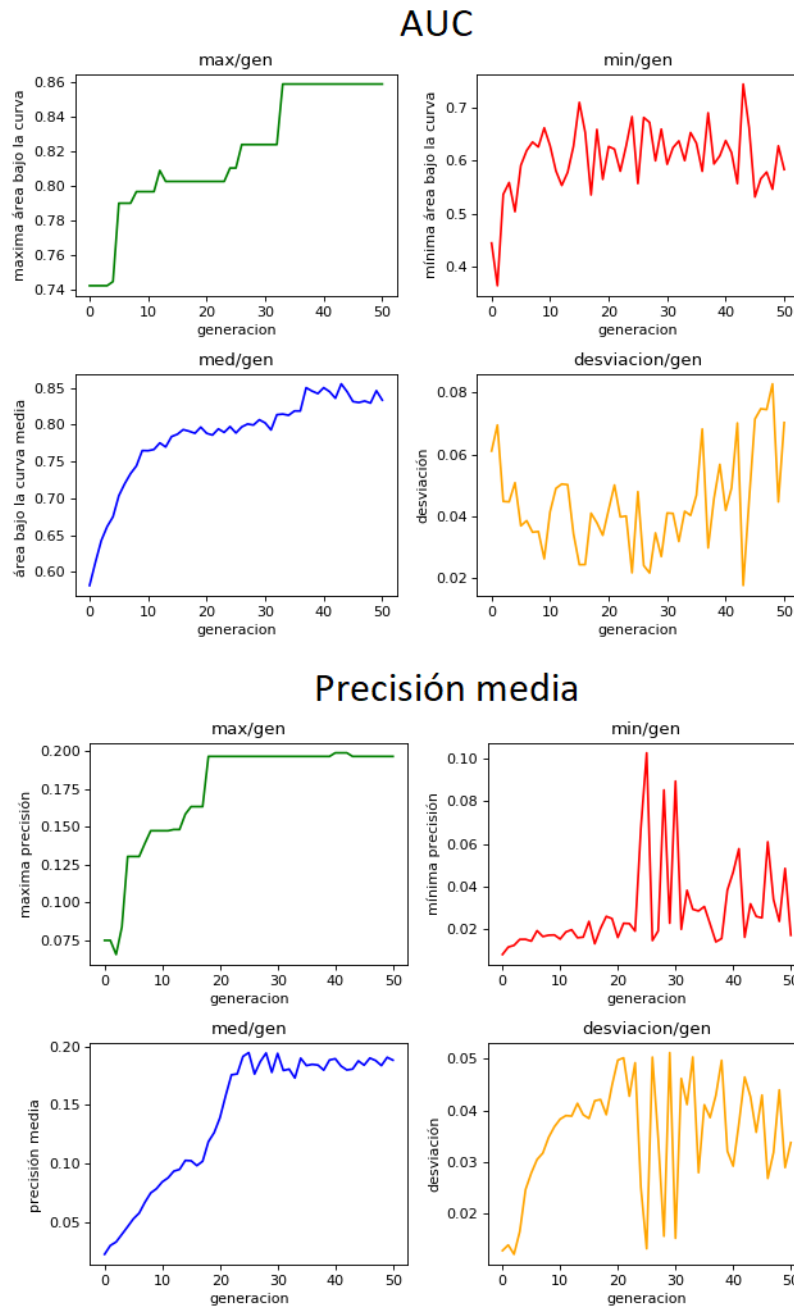 AUC
max/gen
maxima área bajo la curva
0.86
0.84
0.82
0.80
0.78
0.76
0.74
0 10 20 30 40 50
generacion
min/gen
mínima área bajo la curva
0.7
0.6
0.5
0.4
0 10 20 30 40 50
generacion
med/gen
área bajo la curva media
0.85
0.80
0.75
0.70
0.65
0.60
0 10 20 30 40 50
generacion
desviacion/gen
desviación
0.08
0.06
0.04
0.02
0 10 20 30 40 50
generacion
Precisión media
max/gen
maxima precisión
0.200
0.175
0.150
0.125
0.100
0.075
0 10 20 30 40 50
generacion
min/gen
mínima precisión
0.10
0.08
0.06
0.04
0.02
0 10 20 30 40 50
generacion
med/gen
precisión media
0.20
0.15
0.10
0.05
0 10 20 30 40 50
generacion
desviacion/gen
desviación
0.05
0.04
0.03
0.02
0 10 20 30 40 50
generacion